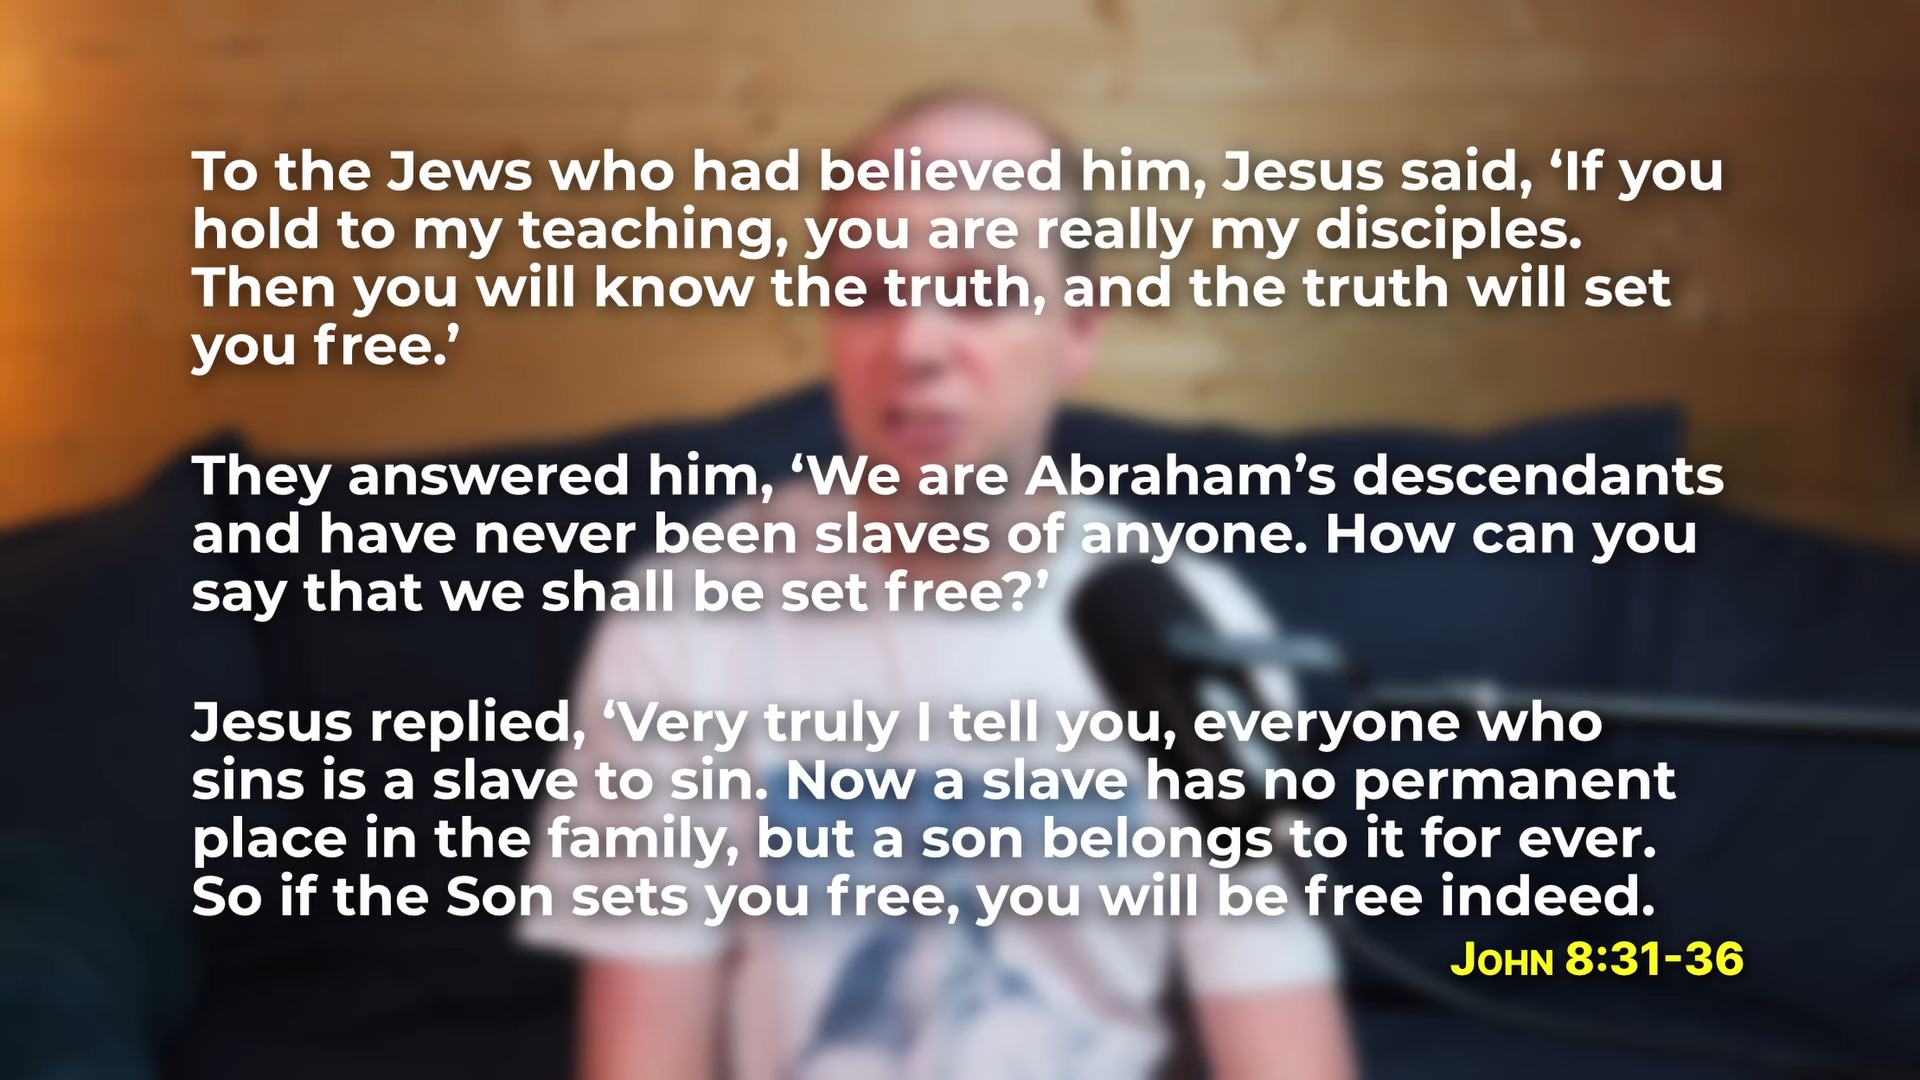 To the Jews who had believed him, Jesus said, ‘If you
hold to my teaching, you are really my disciples.
Then you will know the truth, and the truth will set
you free.’
They answered him, ‘We are Abraham’s descendants
and have never been slaves of anyone. How can you
say that we shall be set free?’
Jesus replied, ‘Very truly I tell you, everyone who
sins is a slave to sin. Now a slave has no permanent
place in the family, but a son belongs to it for ever.
So if the Son sets you free, you will be free indeed.
John 8:31-36